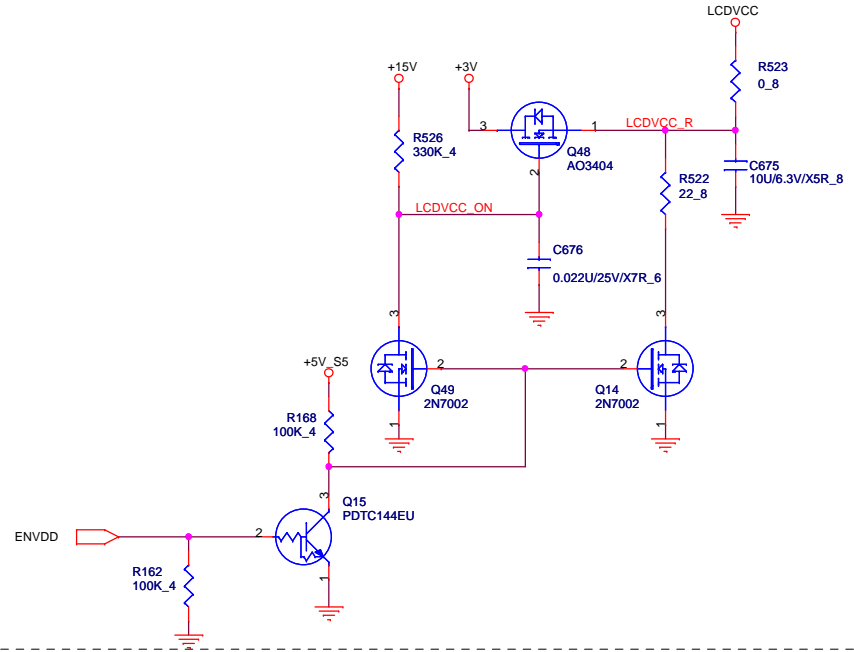 LCDVCC
R523
0_8
+15V
+3V
3
1
LCDVCC_R
R526
330K_4
Q48
AO3404
2
C675
10U/6.3V/X5R_8
R522
22_8
LCDVCC_ON
C676
0.022U/25V/X7R_6
3
3
+5V_S5
2
2
Q49
2N7002
Q14
2N7002
1
1
R168
100K_4
3
Q15
PDTC144EU
ENVDD
2
R162
100K_4
1